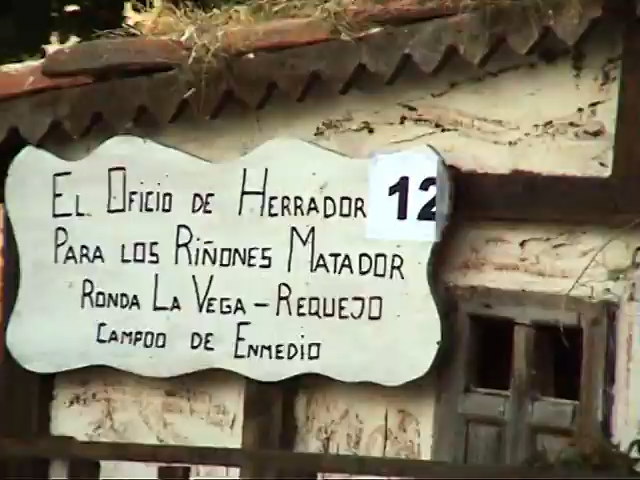 El Oficio de Herrador 12
Para los Riñones Matador
Ronda La Vega - Requejo
Campoo de Enmedio